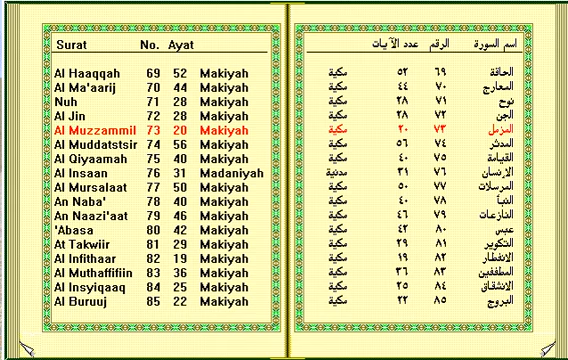 Surat No. Ayat
Al Haaqqah 69 52 Makiyah
Al Ma'aarij 70 44 Makiyah
Nuh 71 28 Makiyah
Al Jin 72 28 Makiyah
Al Muzzammil 73 20 Makiyah
Al Muddatstsir 74 56 Makiyah
Al Qiyaamah 75 40 Makiyah
Al Insaan 76 31 Madaniyah
Al Mursalaat 77 50 Makiyah
An Naba' 78 40 Makiyah
An Naazi'aat 79 46 Makiyah
'Abasa 80 42 Makiyah
At Takwiir 81 29 Makiyah
Al Infithaar 82 19 Makiyah
Al Muthaffifiin 83 36 Makiyah
Al Insyiqaaq 84 25 Makiyah
Al Buruuj 85 22 Makiyah
اسم السورة الرقم عدد الآيات
الحاقة ٦٩ ٥٢ مكية
المعارج ٧٠ ٤٤ مكية
نوح ٧١ ٢٨ مكية
الجن ٧٢ ٢٨ مكية
المزمل ٧٣ ٢٠ مكية
المدثر ٧٤ ٥٦ مكية
القيامة ٧٥ ٤٠ مكية
الإنسان ٧٦ ٣١ مدنية
المرسلات ٧٧ ٥٠ مكية
النبأ ٧٨ ٤٠ مكية
النازعات ٧٩ ٤٦ مكية
عبس ٨٠ ٤٢ مكية
التكوير ٨١ ٢٩ مكية
الانفطار ٨٢ ١٩ مكية
المطففين ٨٣ ٣٦ مكية
الانشقاق ٨٤ ٢٥ مكية
البروج ٨٥ ٢٢ مكية